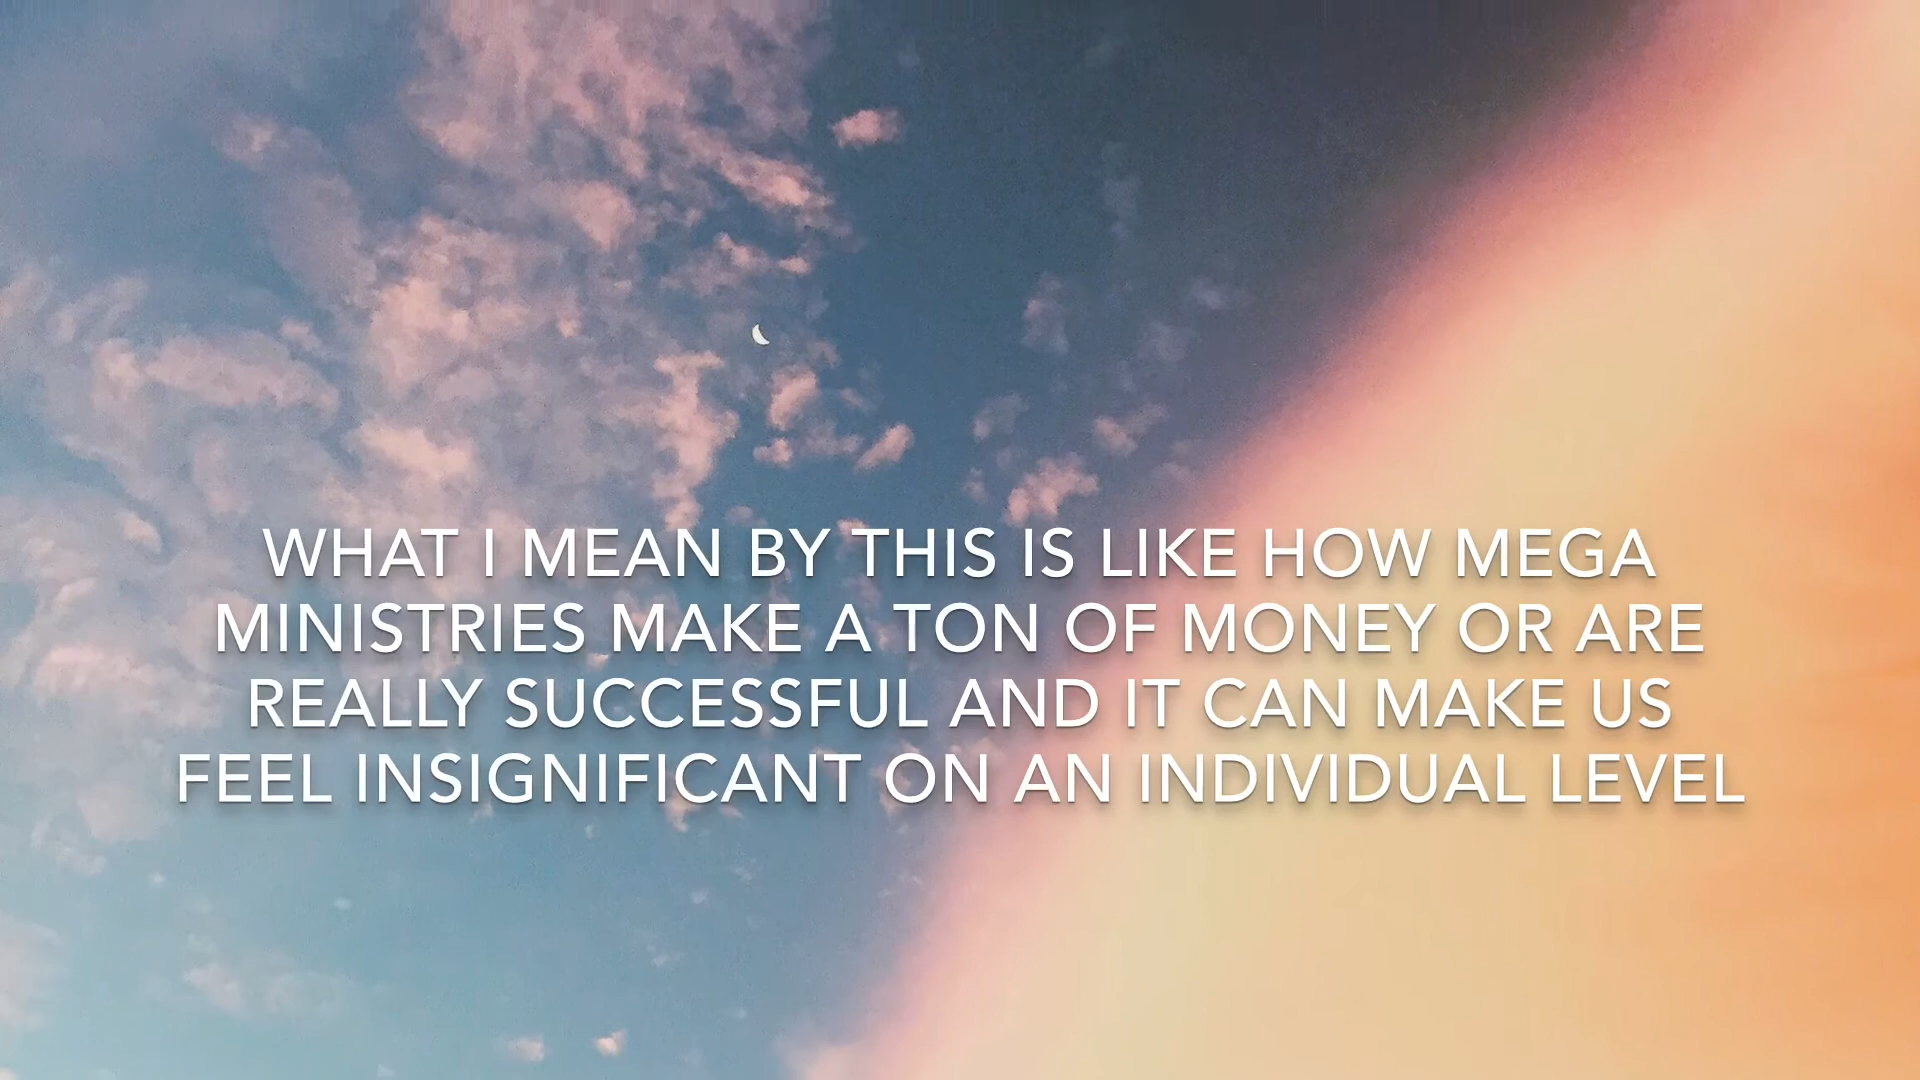 WHAT I MEAN BY THIS IS LIKE HOW MEGA
MINISTRIES MAKE A TON OF MONEY OR ARE
REALLY SUCCESSFUL AND IT CAN MAKE US
FEEL INSIGNIFICANT ON AN INDIVIDUAL LEVEL